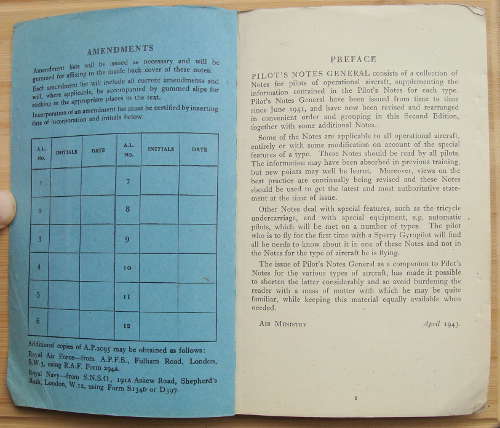 AMENDMENTS
Amendment lists will be issued as necessary and will be
gummed for affixing to the inside back cover of these notes.
Each amendment list will include all current amendments and
will, where applicable, be accompanied by gummed slips for
sticking in the appropriate places in the text.
Incorporation of an amendment list must be certified by inserting
date of incorporation and initials below.
A.L. NO. INITIALS DATE A.L. NO. INITIALS DATE
1 7
2 8
3 9
4 10
5 11
6 12
Additional copies of A.P.2095 may be obtained as follows:
Royal Air Force—from A.P.F.S., Fulham Road, London,
S.W.3, using R.A.F. Form 294A.
Royal Navy—from S.N.S.O., 191A Askew Road, Shepherd's
Bush, London, W.12, using Form S.134D or D.397.
PREFACE
PILOT'S NOTES GENERAL consists of a collection of
Notes for pilots of operational aircraft, supplementing the
information contained in the Pilot's Notes for each type.
Pilot's Notes General have been issued from time to time
since June 1941, and have now been revised and rearranged
in convenient order and grouping in this Second Edition,
together with some additional Notes.
Some of the Notes are applicable to all operational aircraft,
entirely or with some modification on account of the special
features of a type. These Notes should be read by all pilots.
The information may have been absorbed in previous training,
but new points may well be learnt. Moreover, views on the
best practice are continually being revised and these Notes
should be used to get the latest and most authoritative state-
ment at the time of issue.
Other Notes deal with special features, such as the tricycle
undercarriage, and with special equipment, e.g. automatic
pilots, which will be met on a number of types. The pilot
who is to fly for the first time with a Sperry Gyropilot will find
all he needs to know about it in one of these Notes and not in
the Notes for the type of aircraft he is flying.
The issue of Pilot's Notes General as a companion to Pilot's
Notes for the various types of aircraft, has made it possible
to shorten the latter considerably and so avoid burdening the
reader with a mass of matter with which he may be quite
familiar, while keeping this material equally available when
needed.
AIR MINISTRY April 1943.